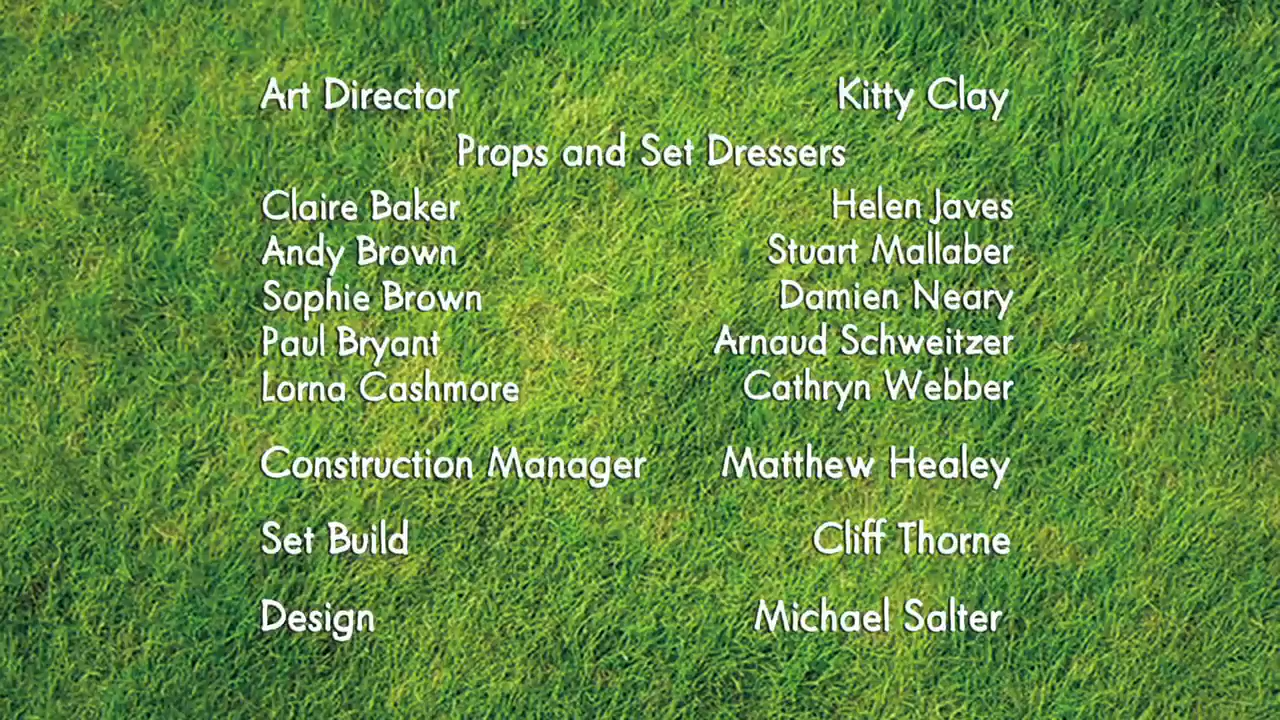 Art Director Kitty Clay
Props and Set Dressers
Claire Baker Helen Javes
Andy Brown Stuart Mallaber
Sophie Brown Damien Neary
Paul Bryant Arnaud Schweitzer
Lorna Cashmore Cathryn Webber
Construction Manager Matthew Healey
Set Build Cliff Thorne
Design Michael Salter